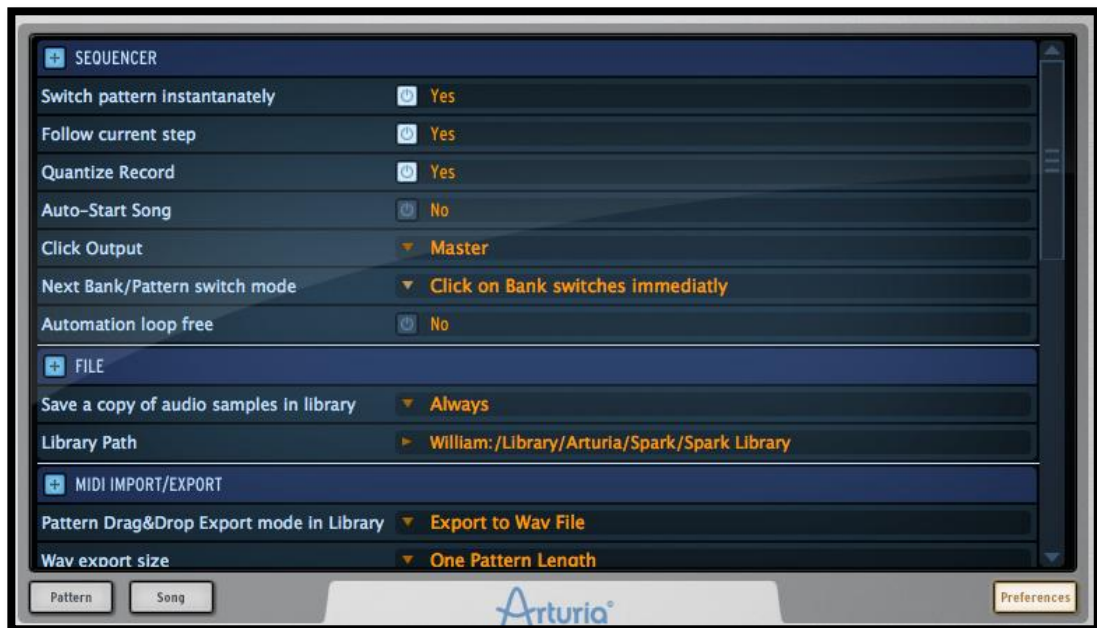 SEQUENCER
Switch pattern instantanately Yes
Follow current step Yes
Quantize Record Yes
Auto-Start Song No
Click Output Master
Next Bank/Pattern switch mode Click on Bank switches immediatly
Automation loop free No
FILE
Save a copy of audio samples in library Always
Library Path William:/Library/Arturia/Spark/Spark Library
MIDI IMPORT/EXPORT
Pattern Drag&Drop Export mode in Library Export to Wav File
Wav export size One Pattern Length
Pattern Song Arturia® Preferences